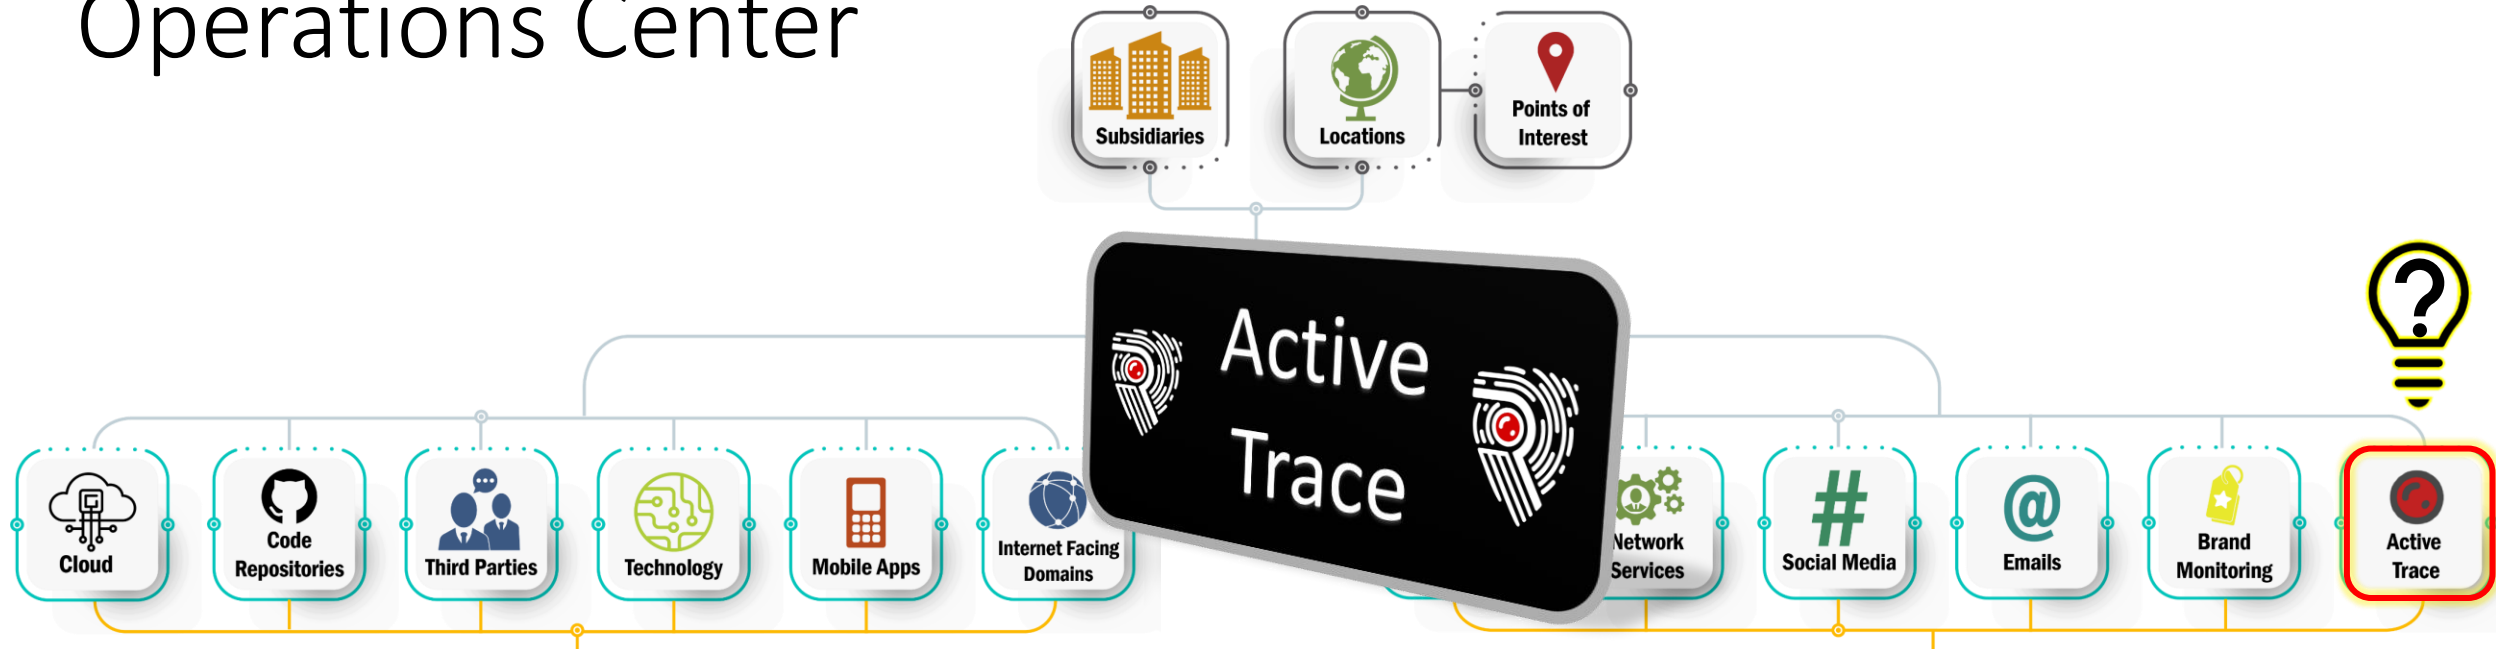 Operations Center
Subsidiaries
Locations
Points of
Interest
?
Active
Trace
Cloud
Code
Repositories
Third Parties
Technology
Mobile Apps
Internet Facing
Domains
Network
Services
#
Social Media
@
Emails
Brand
Monitoring
Active
Trace